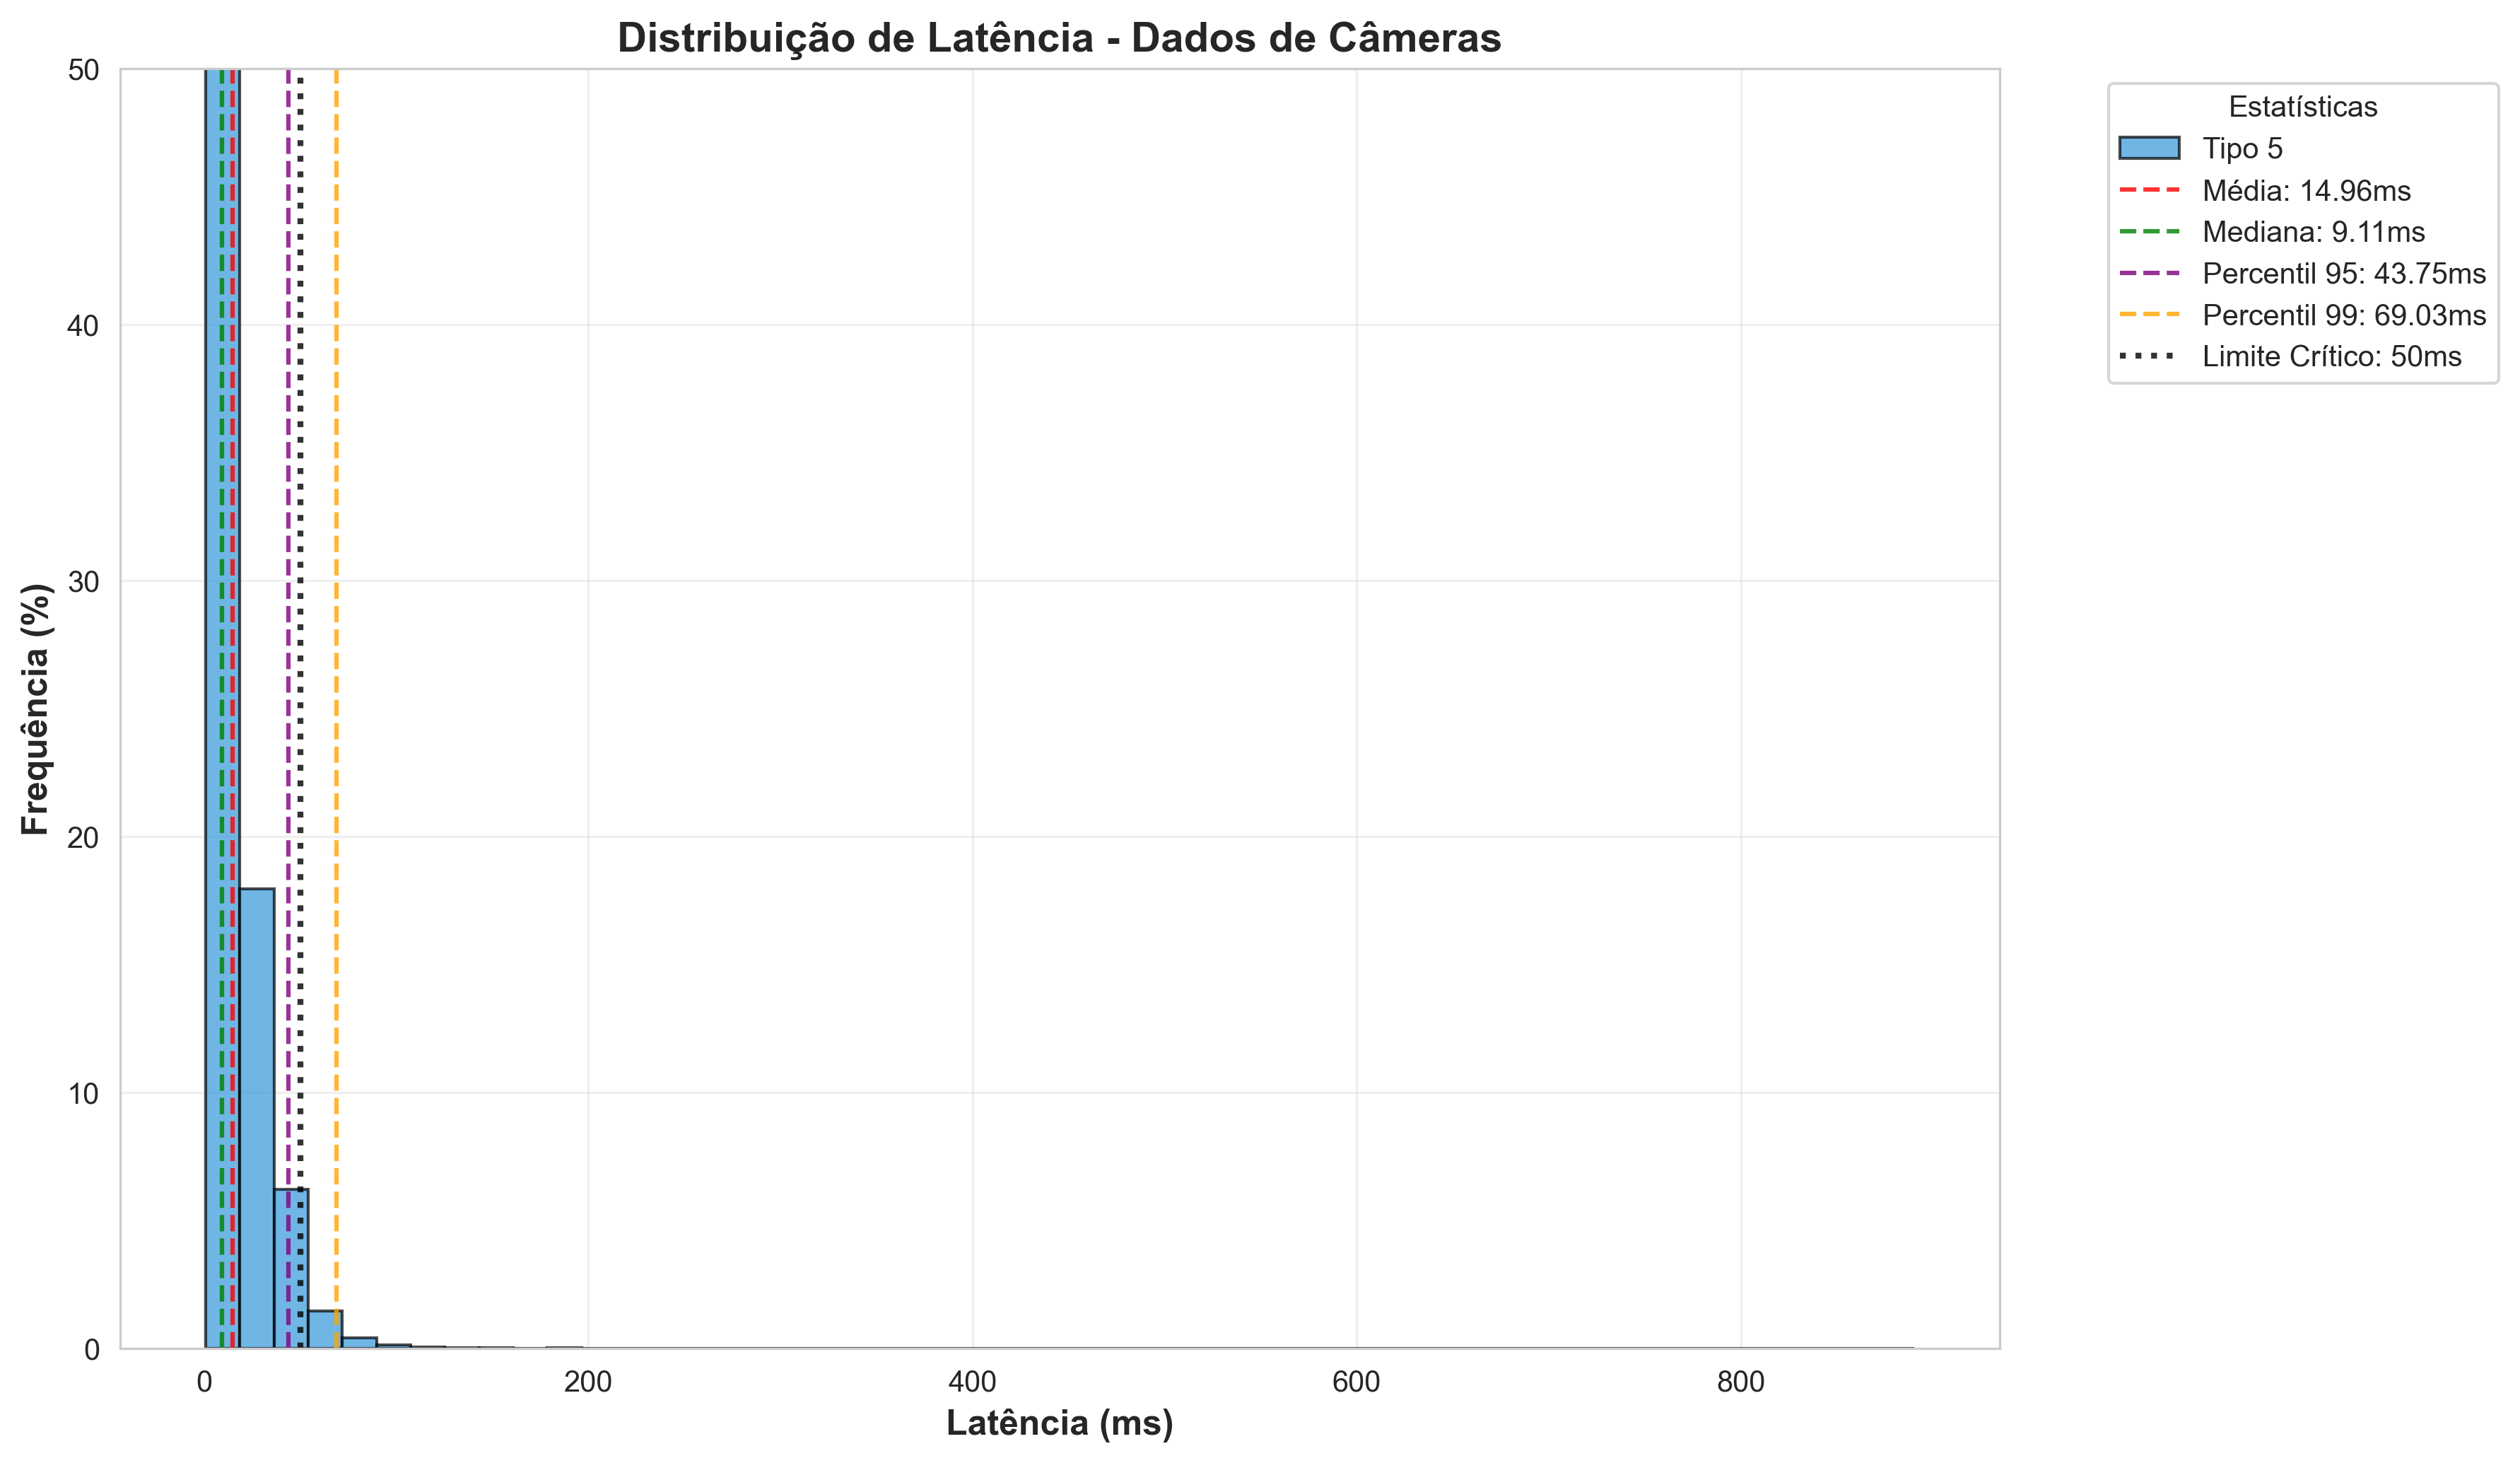 Distribuição de Latência - Dados de Câmeras
50
40
30
20
10
0
Frequência (%)
0 200 400 600 800
Latência (ms)
Estatísticas
Tipo 5
Média: 14.96ms
Mediana: 9.11ms
Percentil 95: 43.75ms
Percentil 99: 69.03ms
Limite Crítico: 50ms